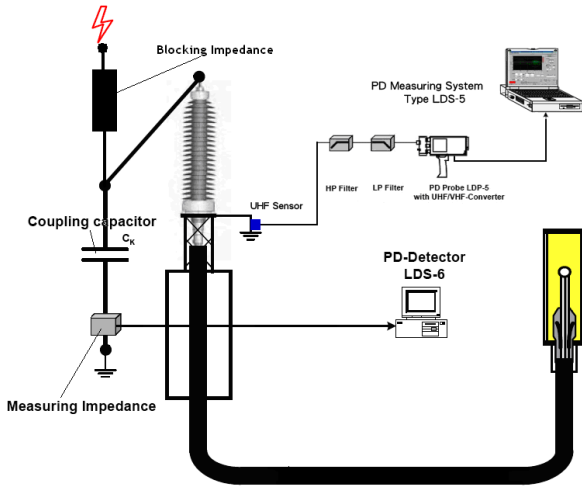 Blocking Impedance
PD Measuring System
Type LDS-5
HP Filter
LP Filter
PD Probe LDP-5
with UHF/VHF-Converter
UHF Sensor
Coupling capacitor
CK
PD-Detector
LDS-6
Measuring Impedance